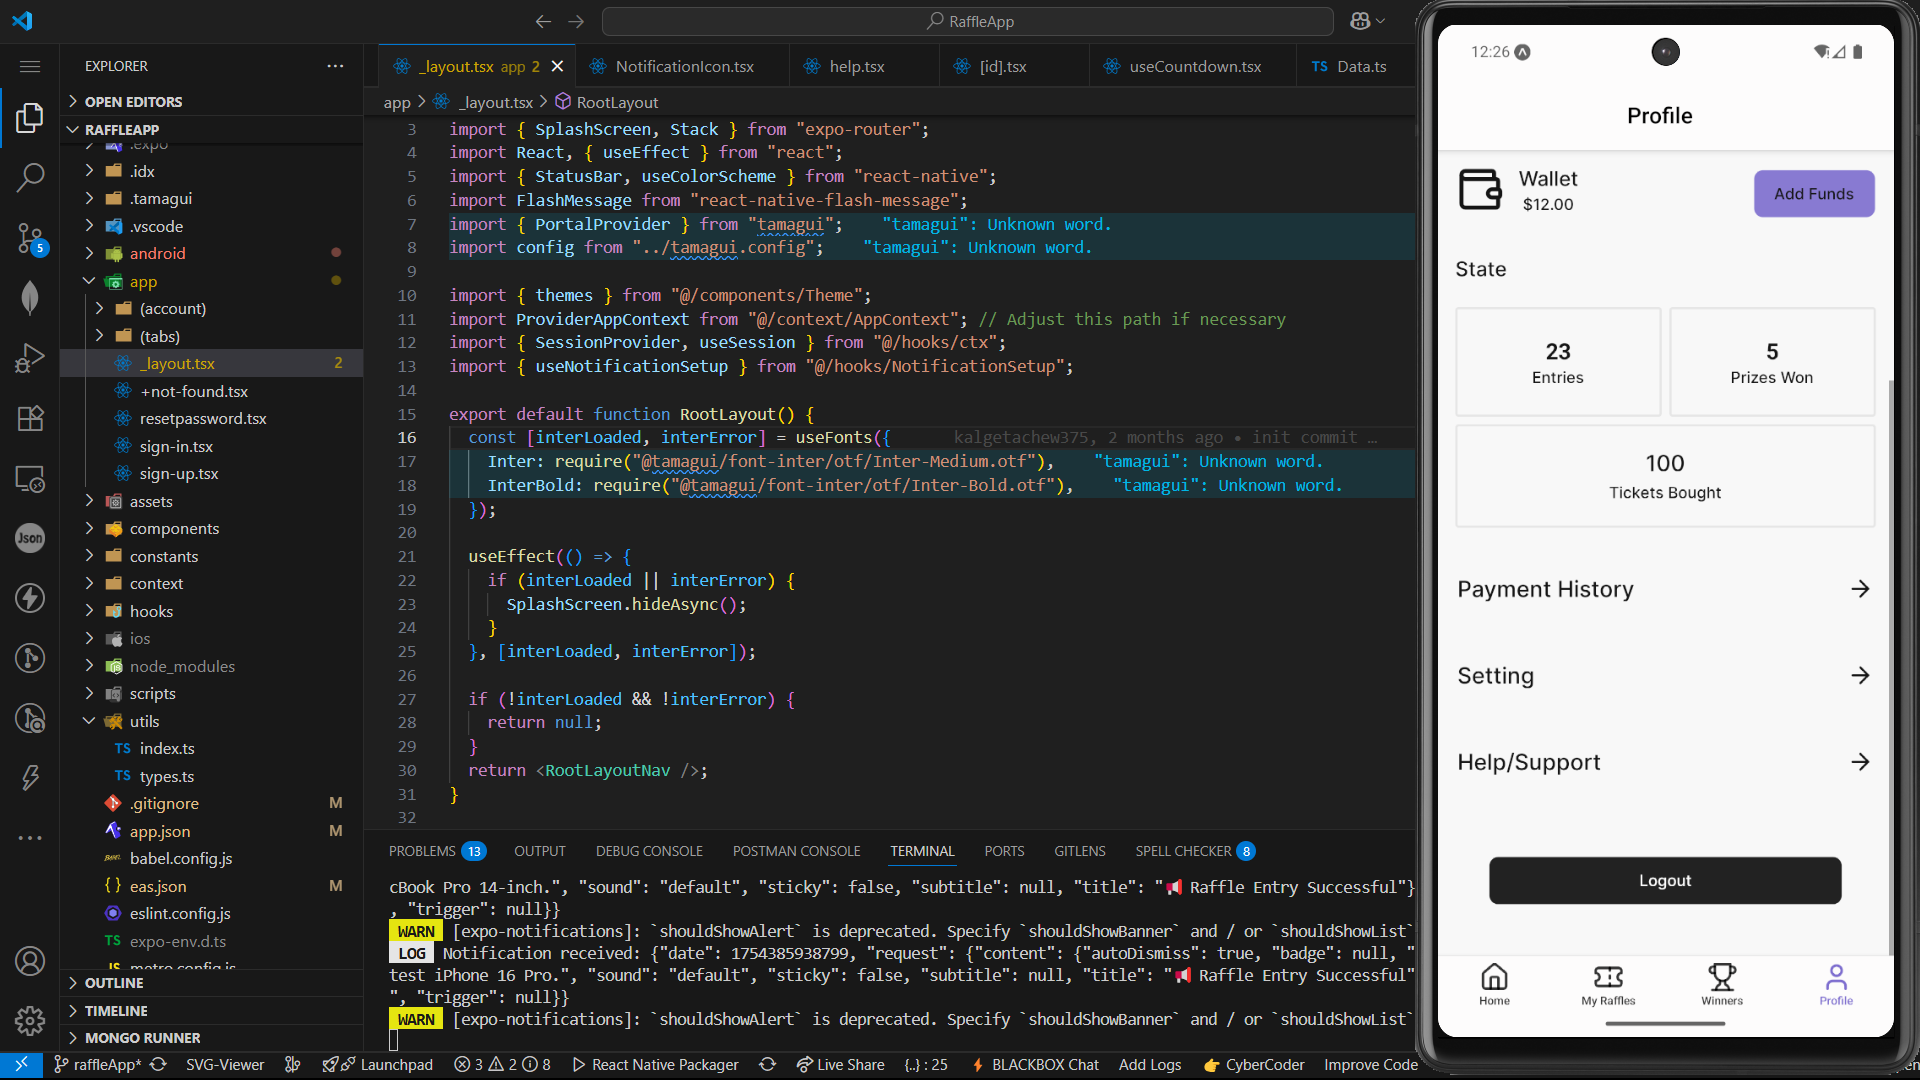 RaffleApp
EXPLORER
OPEN EDITORS
RAFFLEAPP
.expo
.idx
.tamagui
.vscode
android
app
(account)
(tabs)
_layout.tsx 2
+not-found.tsx
resetpassword.tsx
sign-in.tsx
sign-up.tsx
assets
components
constants
context
hooks
ios
node_modules
scripts
utils
TS index.ts
TS types.ts
.gitignore M
app.json M
babel.config.js
eas.json M
eslint.config.js
TS expo-env.d.ts
JS metro.config.js
OUTLINE
TIMELINE
MONGO RUNNER
5
Json
_layout.tsx app 2
NotificationIcon.tsx
help.tsx
[id].tsx
useCountdown.tsx
TS Data.ts
app > _layout.tsx > RootLayout
3 import { SplashScreen, Stack } from "expo-router";
4 import React, { useEffect } from "react";
5 import { StatusBar, useColorScheme } from "react-native";
6 import FlashMessage from "react-native-flash-message";
7 import { PortalProvider } from "tamagui"; "tamagui": Unknown word.
8 import config from "../tamagui.config"; "tamagui": Unknown word.
9
10 import { themes } from "@/components/Theme";
11 import ProviderAppContext from "@/context/AppContext"; // Adjust this path if necessary
12 import { SessionProvider, useSession } from "@/hooks/ctx";
13 import { useNotificationSetup } from "@/hooks/NotificationSetup";
14
15 export default function RootLayout() {
16 const [interLoaded, interError] = useFonts({ kalgetachew375, 2 months ago • init commit …
17 Inter: require("@tamagui/font-inter/otf/Inter-Medium.otf"), "tamagui": Unknown word.
18 InterBold: require("@tamagui/font-inter/otf/Inter-Bold.otf"), "tamagui": Unknown word.
19 });
20
21 useEffect(() => {
22 if (interLoaded || interError) {
23 SplashScreen.hideAsync();
24 }
25 }, [interLoaded, interError]);
26
27 if (!interLoaded && !interError) {
28 return null;
29 }
30 return <RootLayoutNav />;
31 }
32
PROBLEMS 13 OUTPUT DEBUG CONSOLE POSTMAN CONSOLE TERMINAL PORTS GITLENS SPELL CHECKER 8
cBook Pro 14-inch.", "sound": "default", "sticky": false, "subtitle": null, "title": "📢 Raffle Entry Successful"}
, "trigger": null}}
WARN [expo-notifications]: `shouldShowAlert` is deprecated. Specify `shouldShowBanner` and / or `shouldShowList`
LOG Notification received: {"date": 1754385938799, "request": {"content": {"autoDismiss": true, "badge": null, "
test iPhone 16 Pro.", "sound": "default", "sticky": false, "subtitle": null, "title": "📢 Raffle Entry Successful"
", "trigger": null}}
WARN [expo-notifications]: `shouldShowAlert` is deprecated. Specify `shouldShowBanner` and / or `shouldShowList`
raffleApp* SVG-Viewer Launchpad 3 2 8 React Native Packager Live Share {..} : 25 BLACKBOX Chat Add Logs 👉 CyberCoder Improve Code
12:26
Profile
Wallet
$12.00
Add Funds
State
23
Entries
5
Prizes Won
100
Tickets Bought
Payment History
Setting
Help/Support
Logout
Home
My Raffles
Winners
Profile